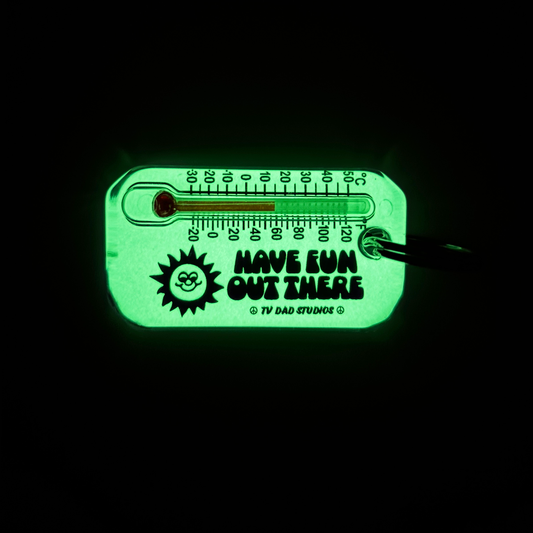 -30 -20 -10 0 10 20 30 40 50 °C
-20 0 20 40 60 80 100 120 °F
HAVE FUN
OUT THERE
☮ TV DAD STUDIOS ☮